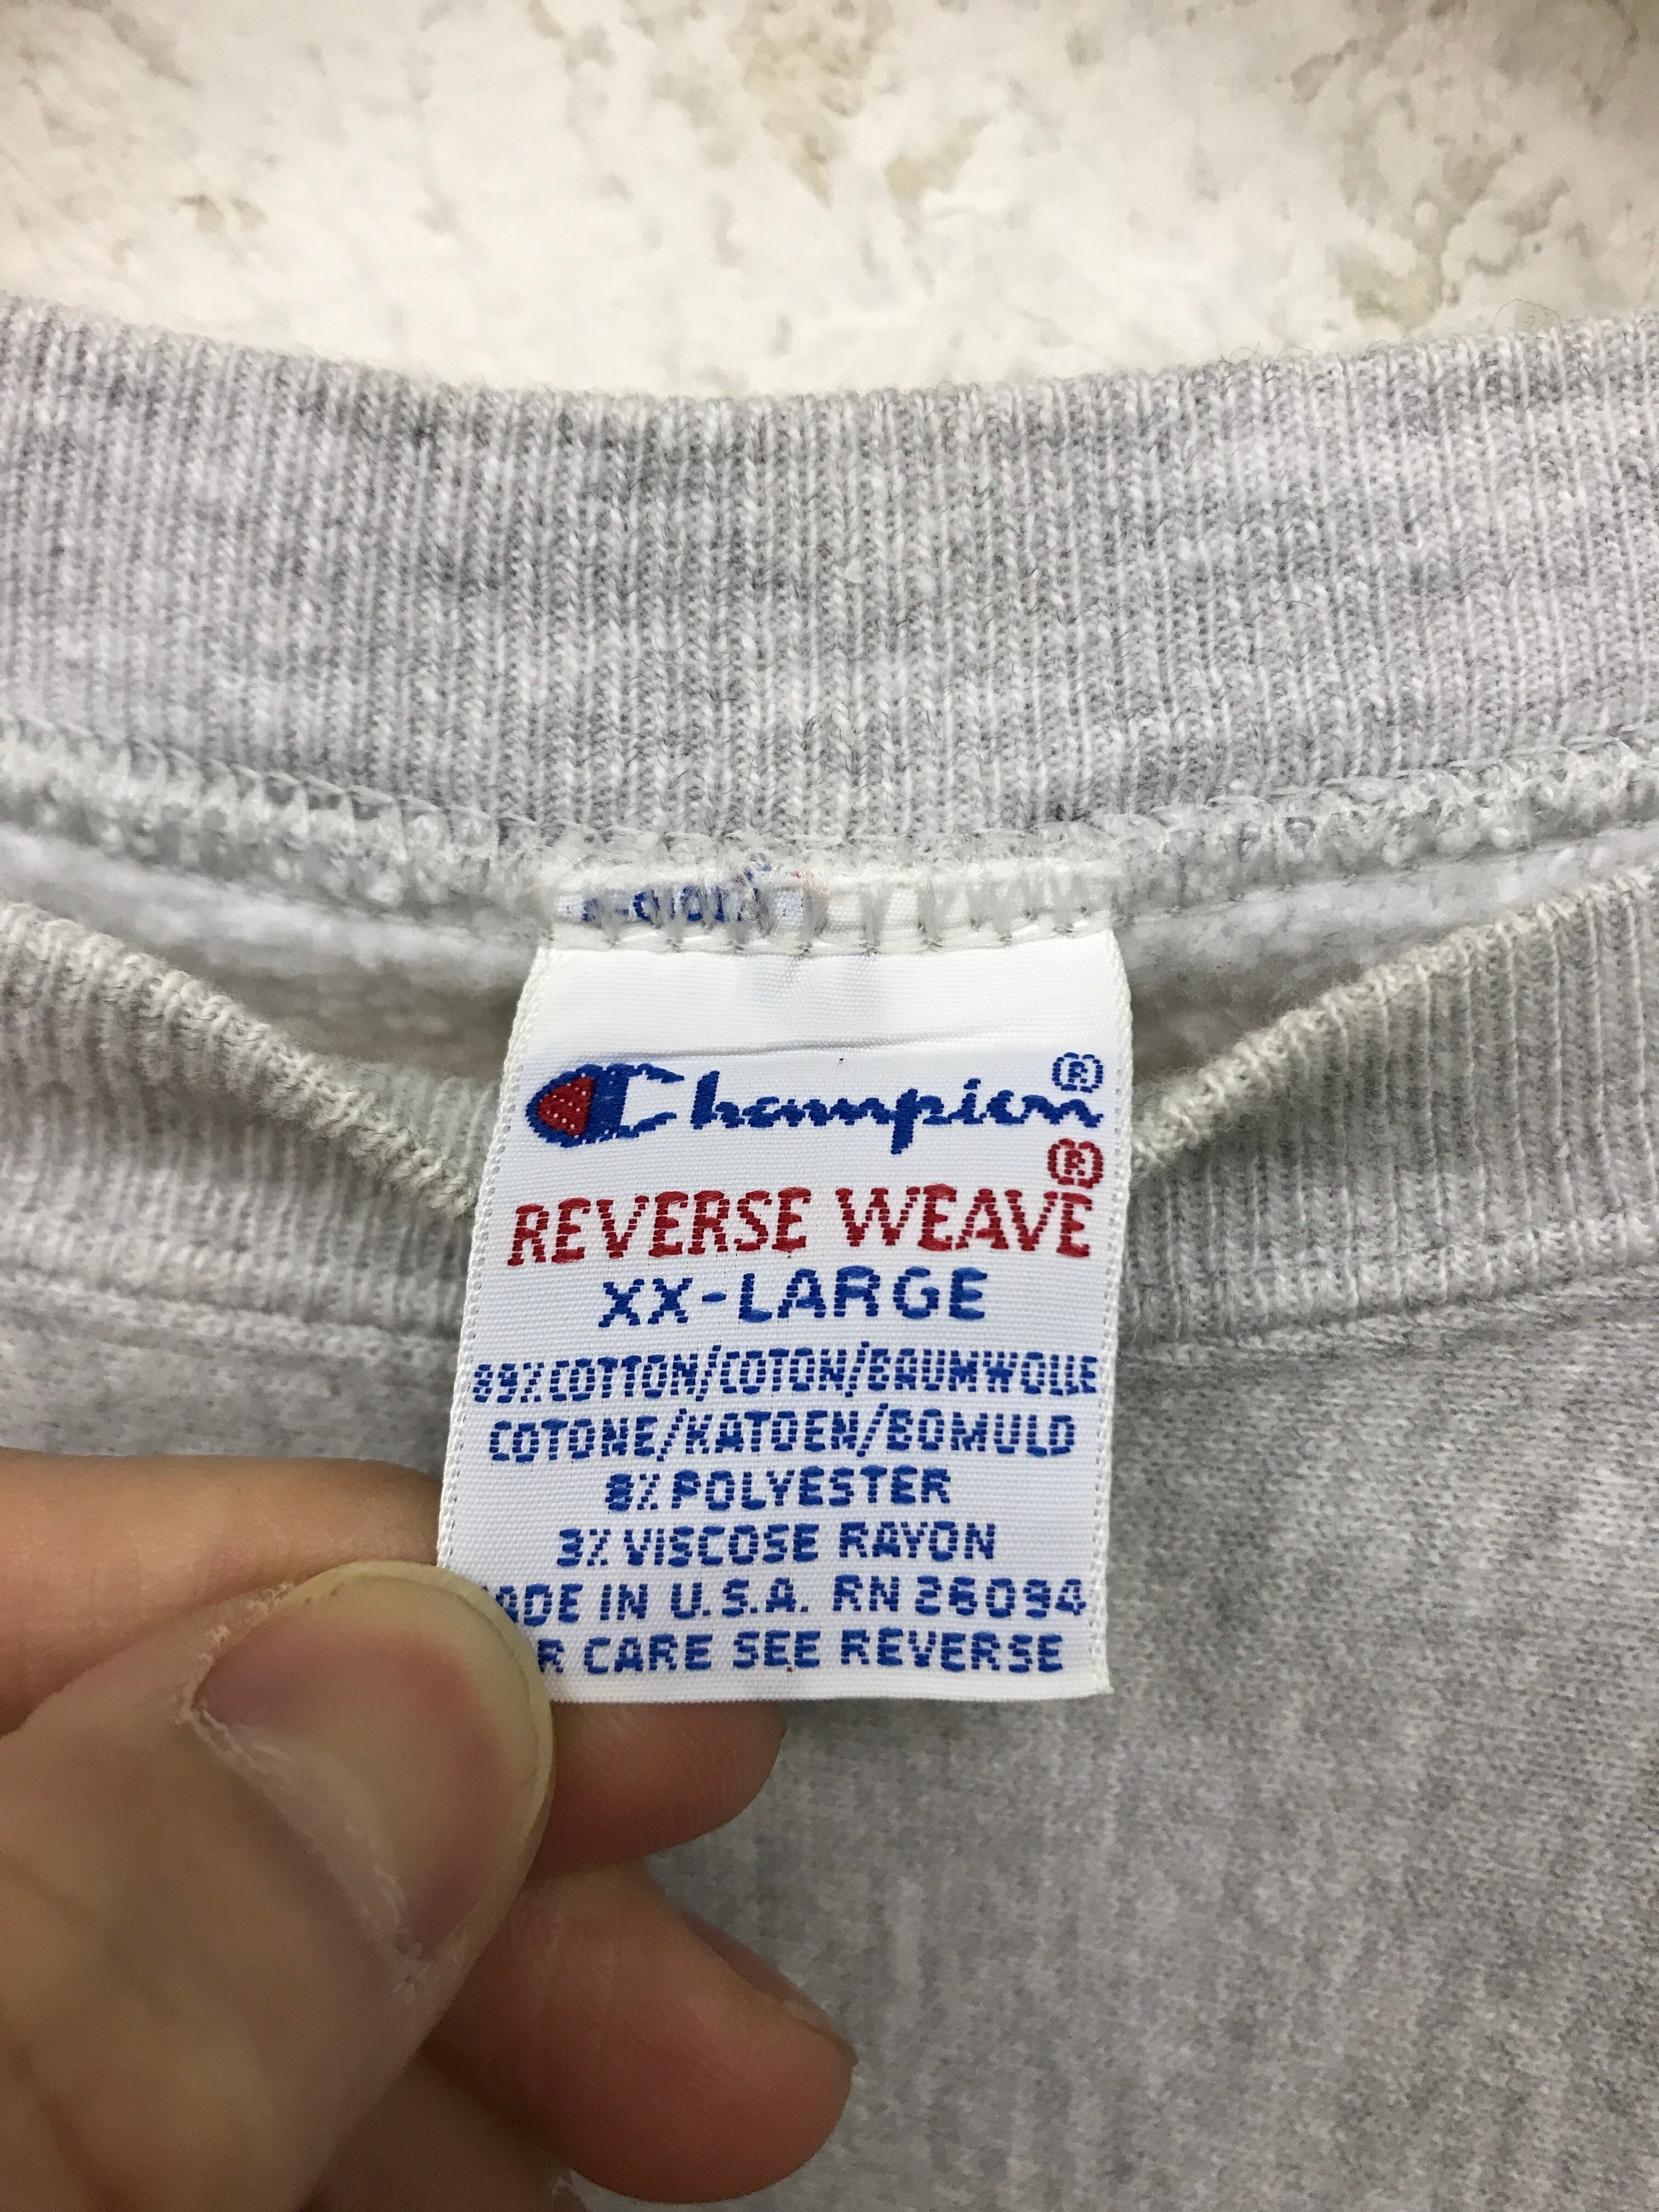 Champion®
REVERSE WEAVE®
XX-LARGE
89% COTTON/COTON/BAUMWOLLE
COTONE/KATOEN/BOMULD
8% POLYESTER
3% VISCOSE RAYON
ADE IN U.S.A. RN 26094
R CARE SEE REVERSE